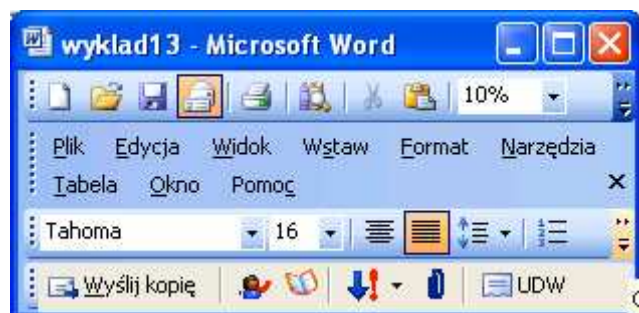 wyklad13 - Microsoft Word
10%
Plik Edycja Widok Wstaw Format Narzędzia
Tabela Okno Pomoc
Tahoma 16
Wyślij kopię UDW